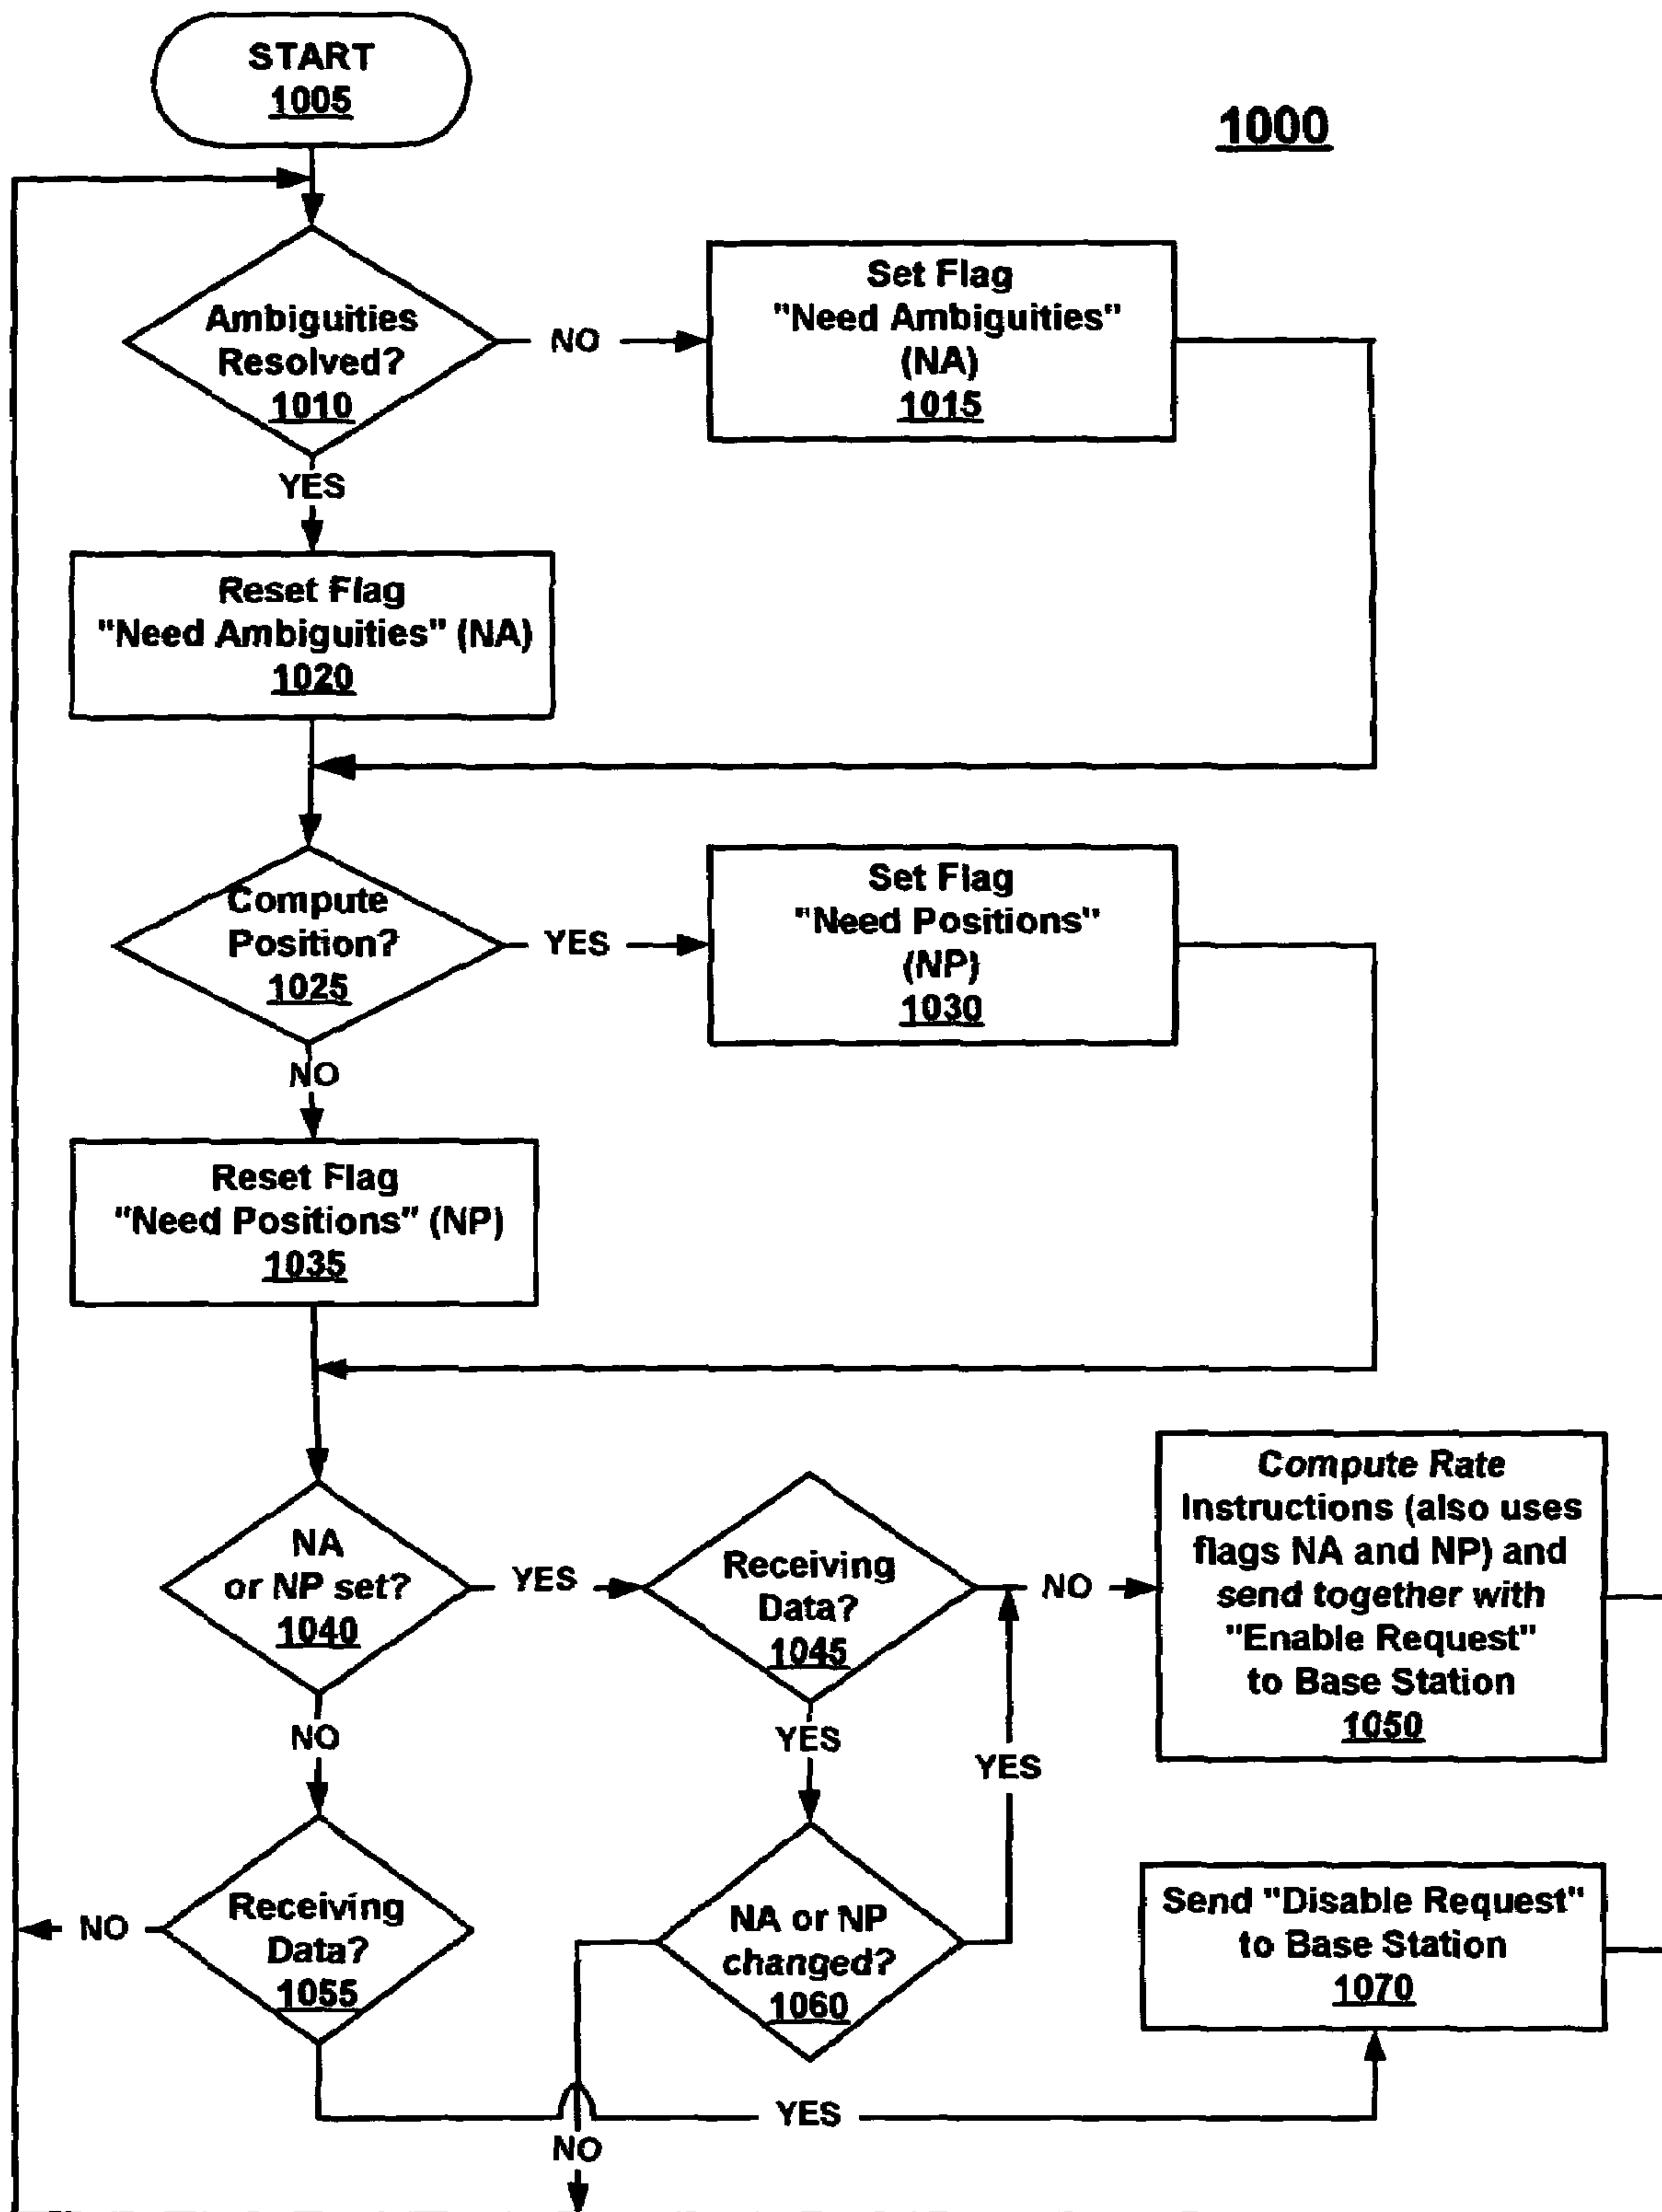 START
1005
1000
Ambiguities
Resolved?
1010
NO
Set Flag
"Need Ambiguities"
(NA)
1015
YES
Reset Flag
"Need Ambiguities" (NA)
1020
Compute
Position?
1025
YES
Set Flag
"Need Positions"
(NP)
1030
NO
Reset Flag
"Need Positions" (NP)
1035
NA
or NP set?
1040
YES
Receiving
Data?
1045
NO
Compute Rate
Instructions (also uses
flags NA and NP) and
send together with
"Enable Request"
to Base Station
1050
NO
YES
YES
Receiving
Data?
1055
NO
NA or NP
changed?
1060
Send "Disable Request"
to Base Station
1070
YES
NO